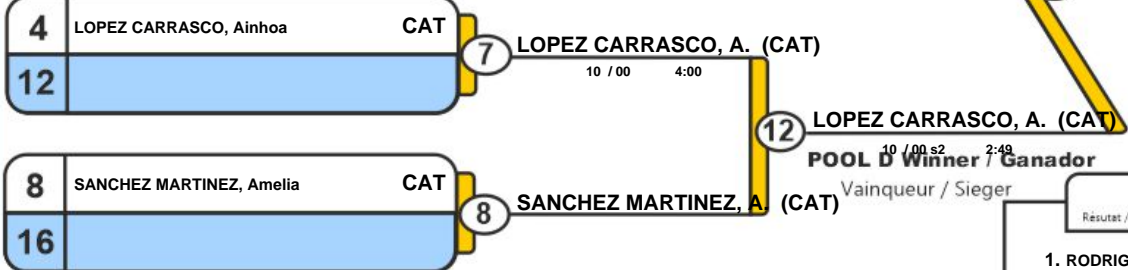 4 LOPEZ CARRASCO, Ainhoa CAT
12
7
LOPEZ CARRASCO, A. (CAT)
10 / 00 4:00
12
LOPEZ CARRASCO, A. (CAT)
10 / 00 s2 2:49
POOL D Winner / Ganador
Vainqueur / Sieger
8 SANCHEZ MARTINEZ, Amelia CAT
16
8
SANCHEZ MARTINEZ, A. (CAT)
Résutat /
1. RODRIG